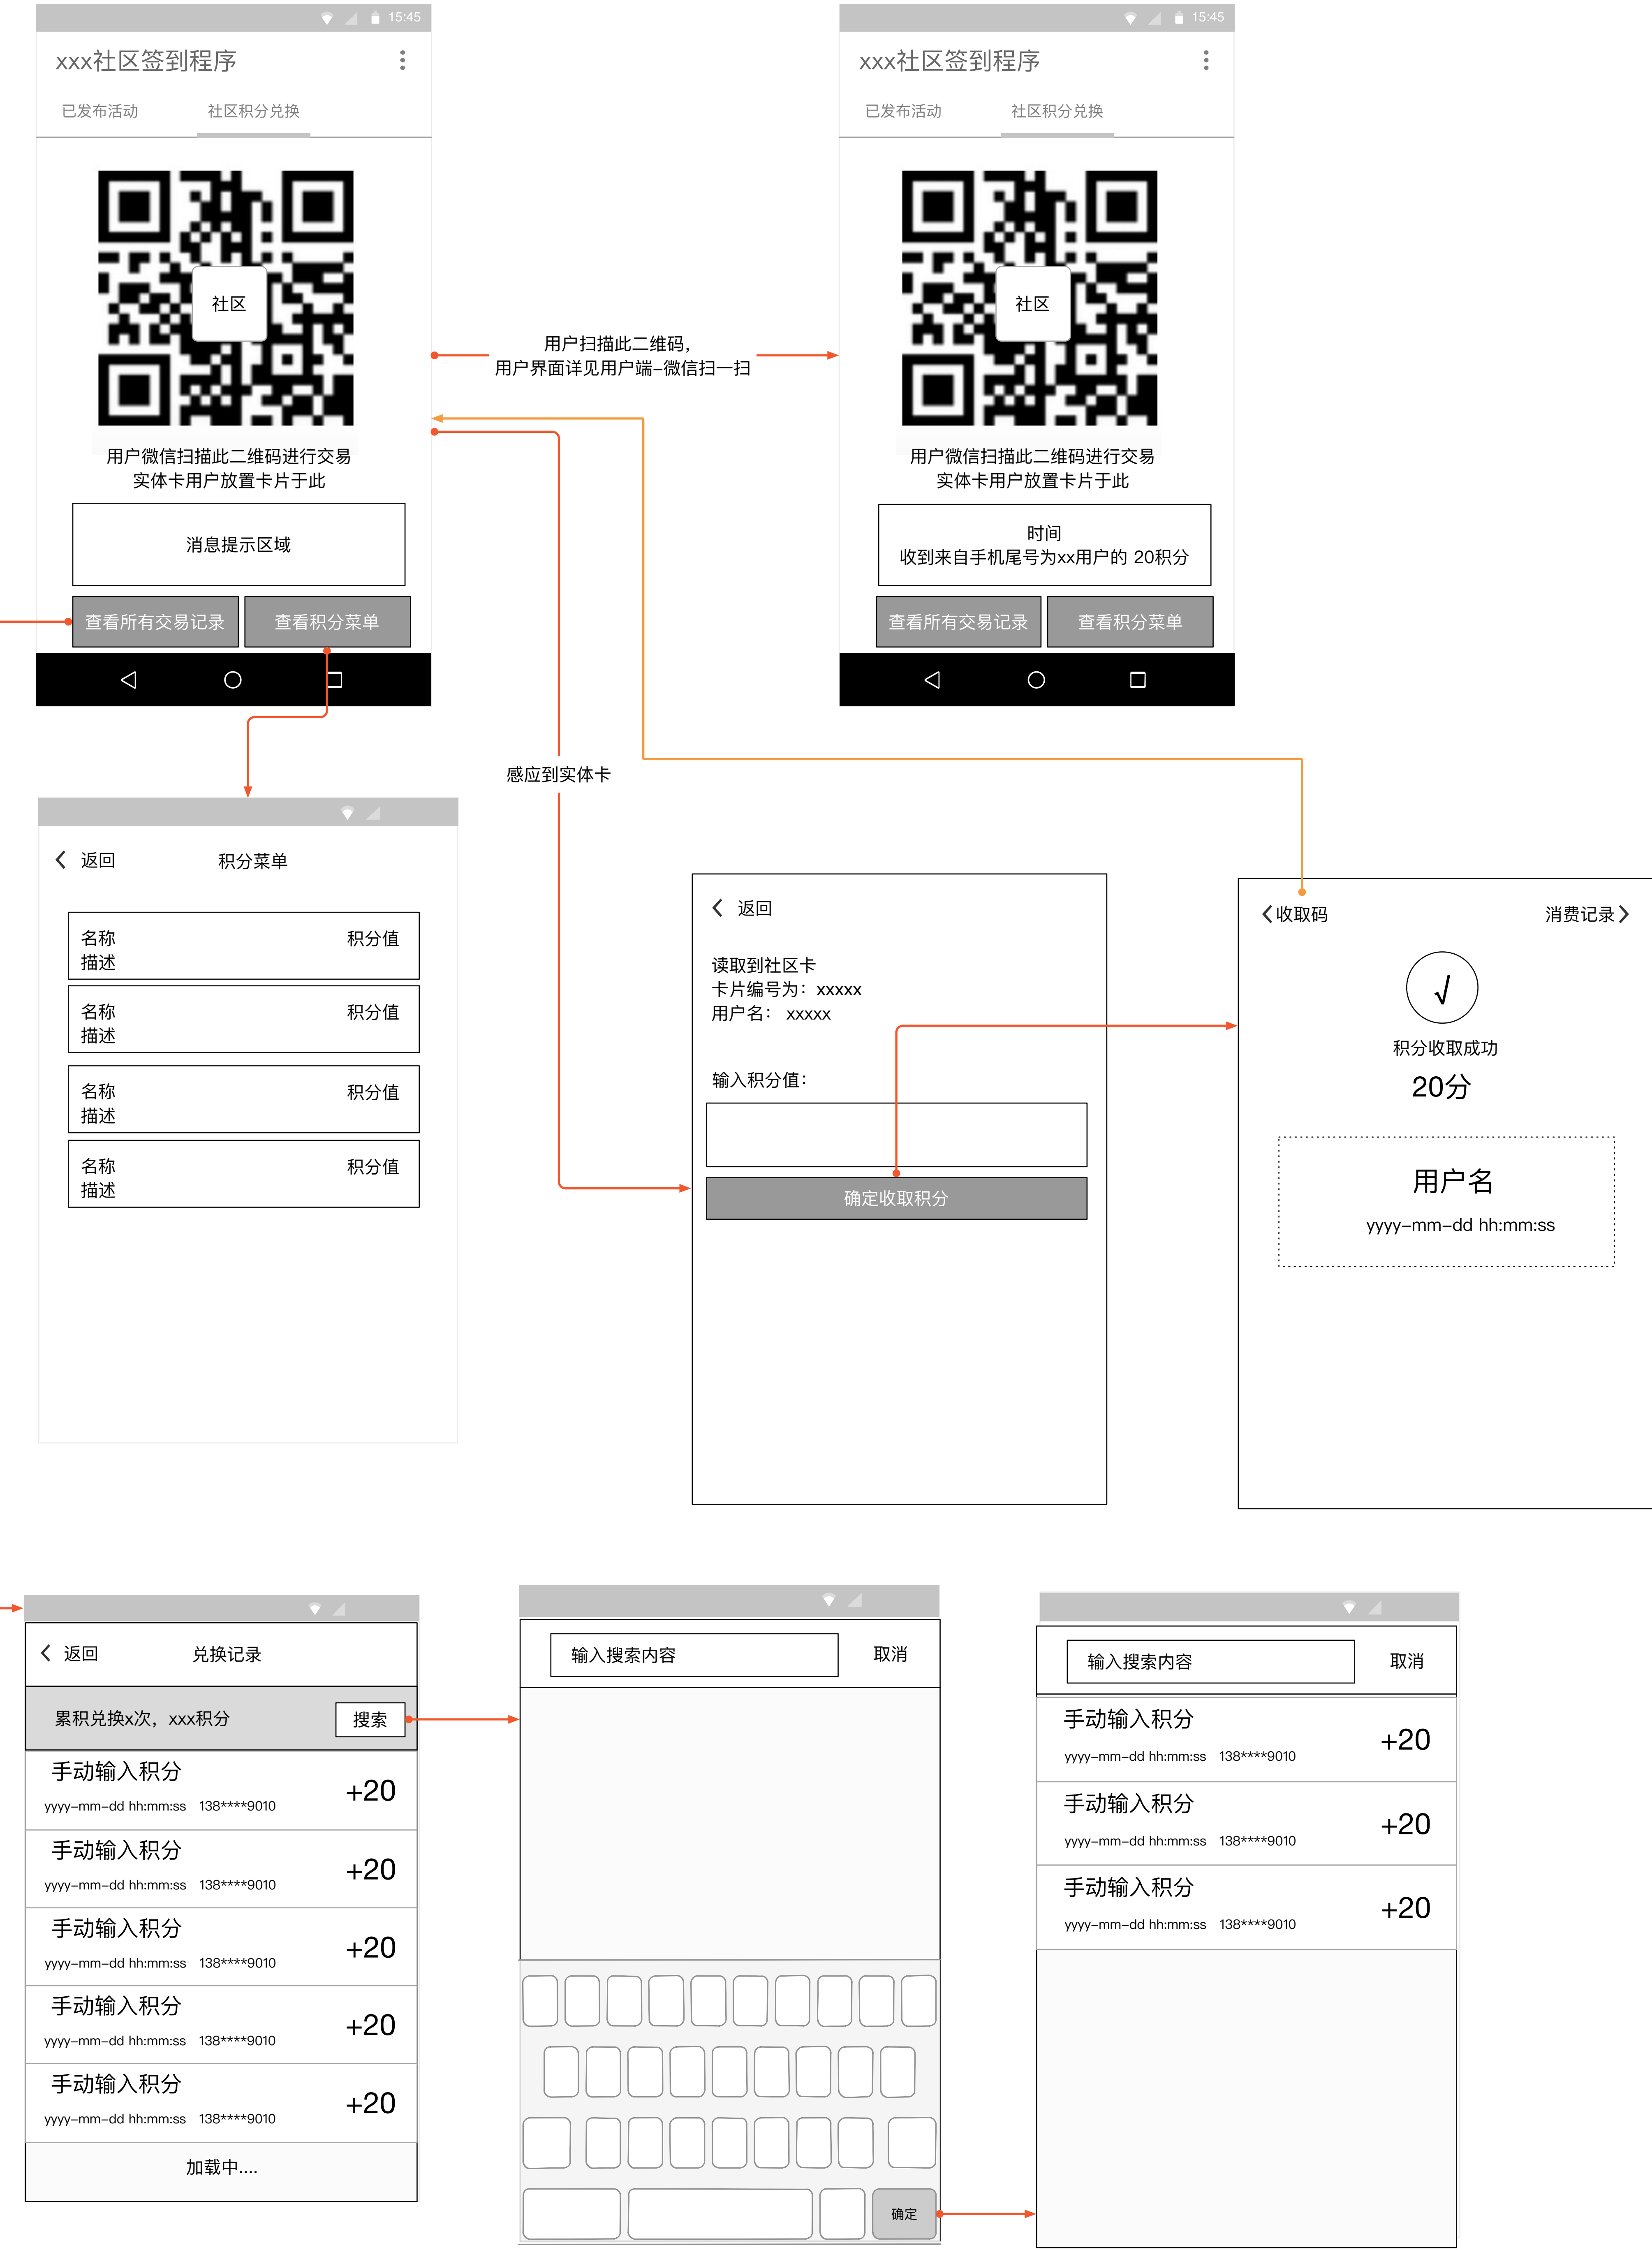 15:45
xxx社区签到程序
已发布活动 社区积分兑换
社区
用户微信扫描此二维码进行交易
实体卡用户放置卡片于此
消息提示区域
查看所有交易记录 查看积分菜单
用户扫描此二维码，
用户界面详见用户端-微信扫一扫
15:45
xxx社区签到程序
已发布活动 社区积分兑换
社区
用户微信扫描此二维码进行交易
实体卡用户放置卡片于此
时间
收到来自手机尾号为xx用户的 20积分
查看所有交易记录 查看积分菜单
感应到实体卡
返回 积分菜单
名称 积分值
描述
名称 积分值
描述
名称 积分值
描述
名称 积分值
描述
返回
读取到社区卡
卡片编号为：xxxxx
用户名： xxxxx
输入积分值：
确定收取积分
收取码 消费记录
√
积分收取成功
20分
用户名
yyyy-mm-dd hh:mm:ss
返回 兑换记录
累积兑换x次，xxx积分 搜索
手动输入积分
+20
yyyy-mm-dd hh:mm:ss 138****9010
手动输入积分
+20
yyyy-mm-dd hh:mm:ss 138****9010
手动输入积分
+20
yyyy-mm-dd hh:mm:ss 138****9010
手动输入积分
+20
yyyy-mm-dd hh:mm:ss 138****9010
手动输入积分
+20
yyyy-mm-dd hh:mm:ss 138****9010
加载中....
输入搜索内容 取消
确定
输入搜索内容 取消
手动输入积分
+20
yyyy-mm-dd hh:mm:ss 138****9010
手动输入积分
+20
yyyy-mm-dd hh:mm:ss 138****9010
手动输入积分
+20
yyyy-mm-dd hh:mm:ss 138****9010